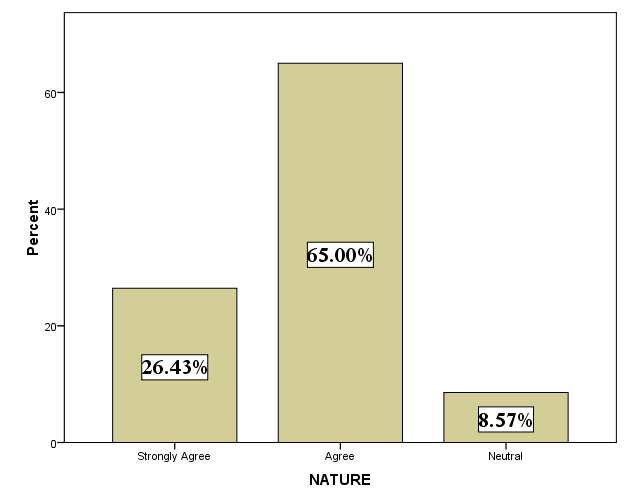 Percent
60
40
20
0
26.43%
65.00%
8.57%
Strongly Agree
Agree
Neutral
NATURE